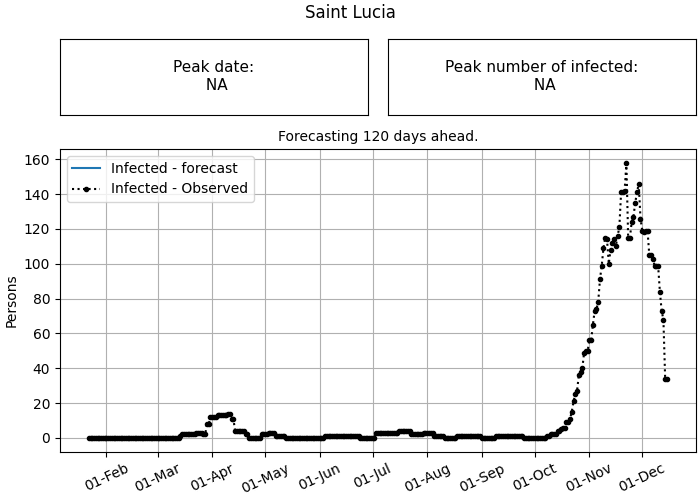 Saint Lucia
Peak date:
NA
Peak number of infected:
NA
Forecasting 120 days ahead.
Infected - forecast
Infected - Observed
Persons
160
140
120
100
80
60
40
20
0
01-Feb
01-Mar
01-Apr
01-May
01-Jun
01-Jul
01-Aug
01-Sep
01-Oct
01-Nov
01-Dec